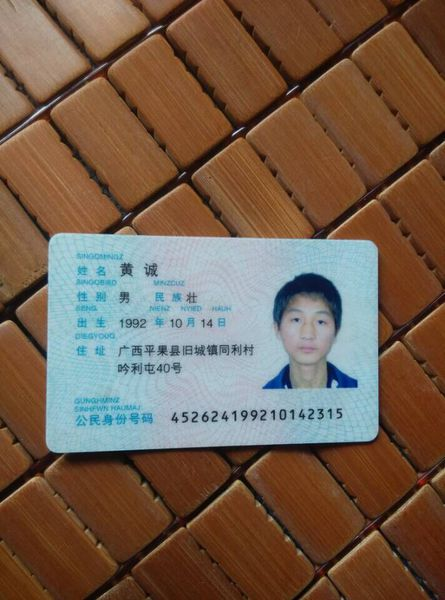 SINGQMINGZ
姓名 黄诚
SINGQBIED MINZCUZ
性别 男 民族 壮
SENG NIENZ NYIED HAUH
出生 1992 年 10 月 14 日
DIEGYOUQ
住址 广西平果县旧城镇同利村
吟利屯40号
GUNGHMINZ
SINHFWN HAUMAJ
公民身份号码 452624199210142315